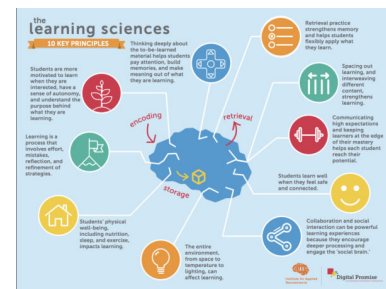 the
learning sciences
10 KEY PRINCIPLES
Thinking deeply about
the to-be-learned
material helps students
pay attention, build
memories, and make
meaning out of what
they are learning.
Retrieval practice
strengthens memory
and helps students
flexibly apply what
they learn.
Students are more
motivated to learn
when they are
interested, have a
sense of autonomy,
and understand the
purpose behind
what they are
learning.
Spacing out
learning, and
interweaving
different
content,
strengthens
learning.
encoding
retrieval
storage
Communicating
high expectations
and keeping
learners at the edge
of their mastery
helps each student
reach their
potential.
Learning is a
process that
involves effort,
mistakes,
reflection, and
refinement of
strategies.
Students learn well
when they feel safe
and connected.
Students' physical
well-being,
including nutrition,
sleep, and exercise,
impacts learning.
The entire
environment,
from space to
temperature to
lighting, can
affect learning.
Collaboration and social
interaction can be powerful
learning experiences
because they encourage
deeper processing and
engage the 'social brain.'
Digital Promise